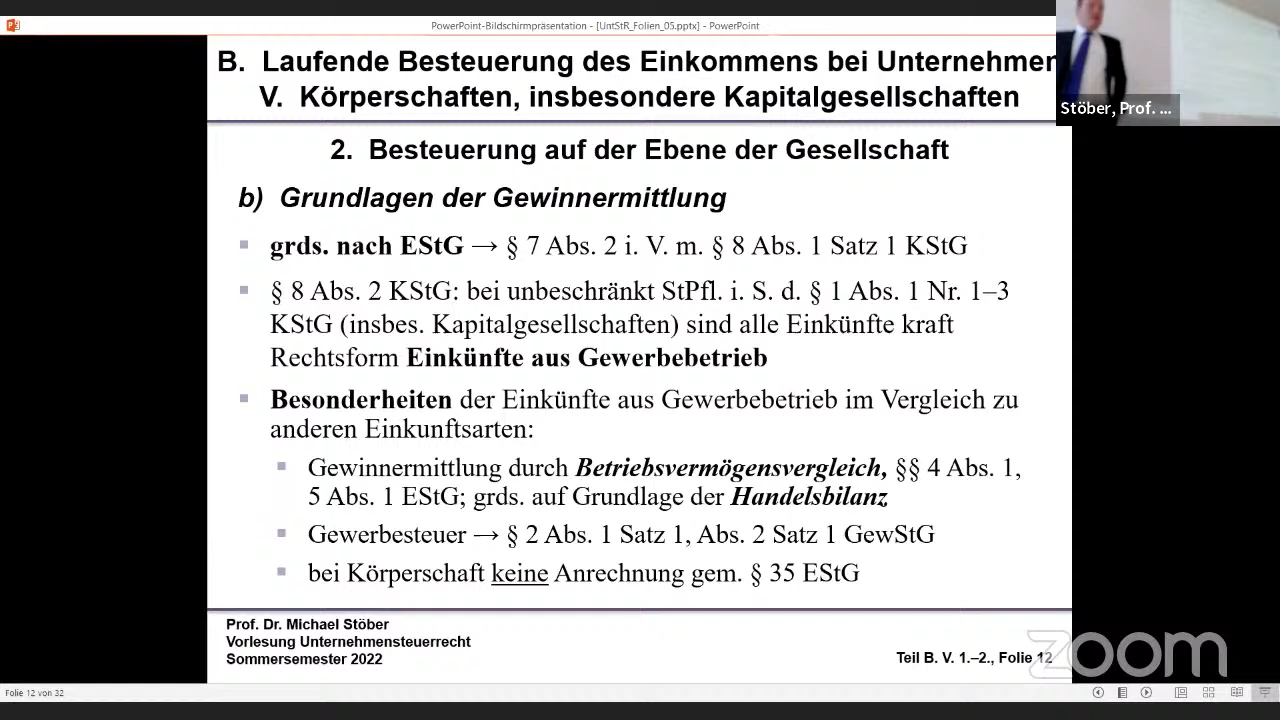 PowerPoint-Bildschirmpräsentation - [UntStR_Folien_05.pptx] - PowerPoint
B. Laufende Besteuerung des Einkommens bei Unternehmen
V. Körperschaften, insbesondere Kapitalgesellschaften
Stöber, Prof. ...
2. Besteuerung auf der Ebene der Gesellschaft
b) Grundlagen der Gewinnermittlung
▪ grds. nach EStG → § 7 Abs. 2 i. V. m. § 8 Abs. 1 Satz 1 KStG
▪ § 8 Abs. 2 KStG: bei unbeschränkt StPfl. i. S. d. § 1 Abs. 1 Nr. 1–3
KStG (insbes. Kapitalgesellschaften) sind alle Einkünfte kraft
Rechtsform Einkünfte aus Gewerbebetrieb
▪ Besonderheiten der Einkünfte aus Gewerbebetrieb im Vergleich zu
anderen Einkunftsarten:
▪ Gewinnermittlung durch Betriebsvermögensvergleich, §§ 4 Abs. 1,
5 Abs. 1 EStG; grds. auf Grundlage der Handelsbilanz
▪ Gewerbesteuer → § 2 Abs. 1 Satz 1, Abs. 2 Satz 1 GewStG
▪ bei Körperschaft keine Anrechnung gem. § 35 EStG
Prof. Dr. Michael Stöber
Vorlesung Unternehmensteuerrecht
Sommersemester 2022
Teil B. V. 1.–2., Folie 12
zoom
Folie 12 von 32